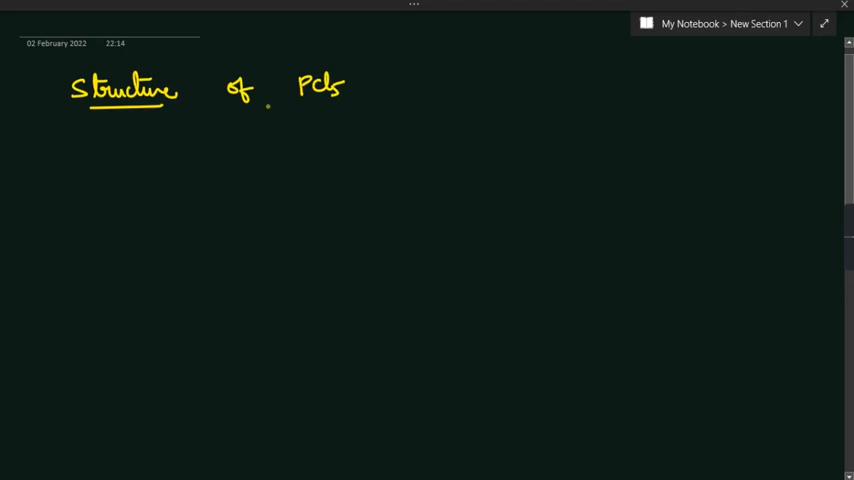 My Notebook > New Section 1
02 February 2022 22:14
Structure of PCl5